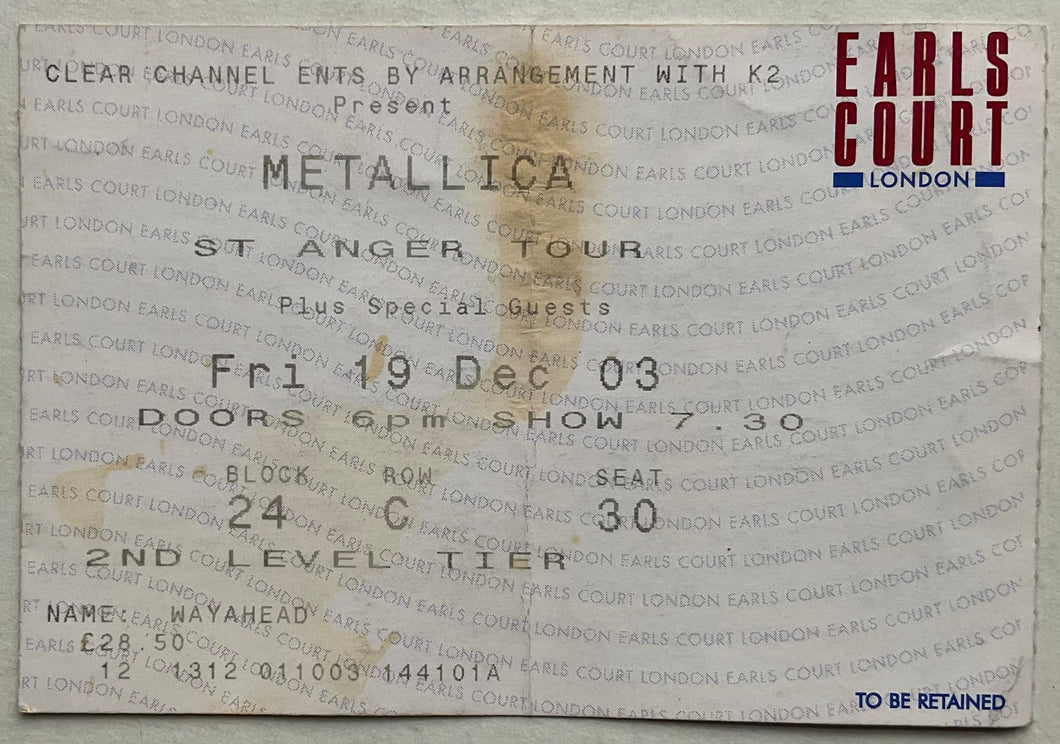 CLEAR CHANNEL ENTS BY ARRANGEMENT WITH K2
Present
EARLS
COURT
LONDON
METALLICA
ST ANGER TOUR
Plus Special Guests
Fri 19 Dec 03
DOORS 6pm SHOW 7.30
BLOCK ROW SEAT
24 C 30
2ND LEVEL TIER
NAME: WAYAHEAD
£28.50
12 1312 011003 144101A
TO BE RETAINED